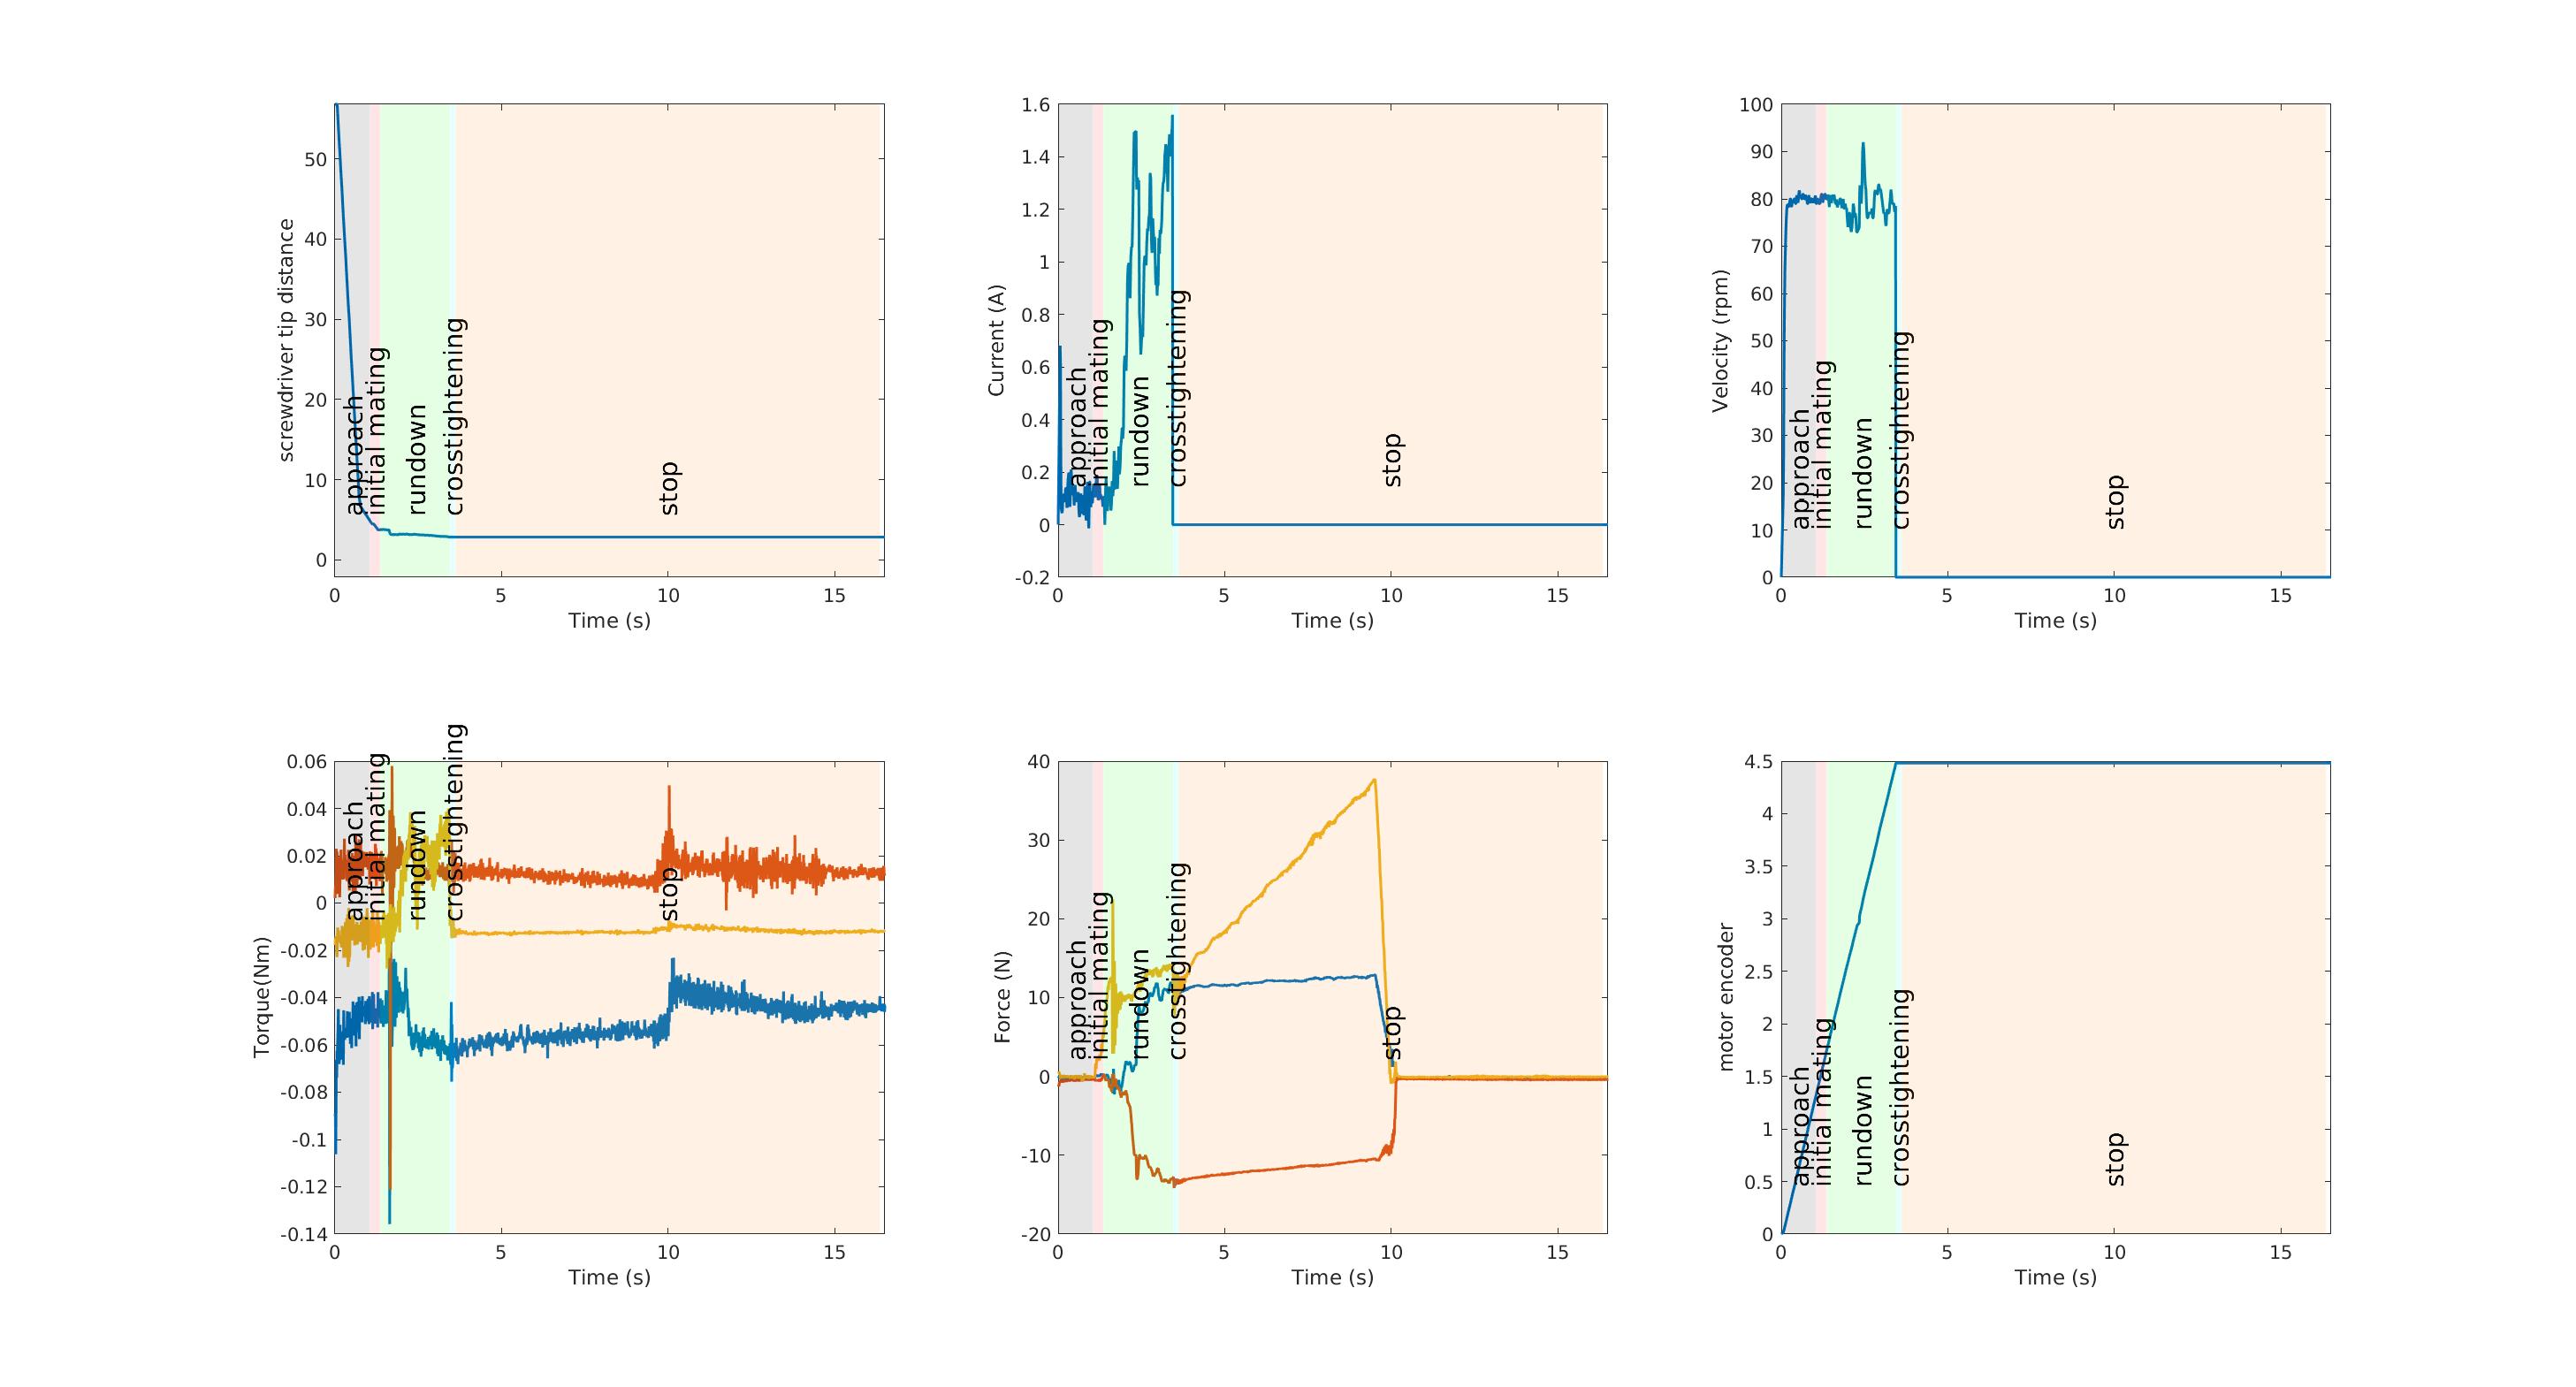 screwdriver tip distance
50
40
30
20
10
0
approach
initial mating
rundown
crosstightening
stop
0 5 10 15
Time (s)
Current (A)
1.6
1.4
1.2
1
0.8
0.6
0.4
0.2
0
-0.2
approach
initial mating
rundown
crosstightening
stop
0 5 10 15
Time (s)
Velocity (rpm)
100
90
80
70
60
50
40
30
20
10
0
approach
initial mating
rundown
crosstightening
stop
0 5 10 15
Time (s)
Torque(Nm)
0.06
0.04
0.02
0
-0.02
-0.04
-0.06
-0.08
-0.1
-0.12
-0.14
approach
initial mating
rundown
crosstightening
stop
0 5 10 15
Time (s)
Force (N)
40
30
20
10
0
-10
-20
approach
initial mating
rundown
crosstightening
stop
0 5 10 15
Time (s)
motor encoder
4.5
4
3.5
3
2.5
2
1.5
1
0.5
0
approach
initial mating
rundown
crosstightening
stop
0 5 10 15
Time (s)